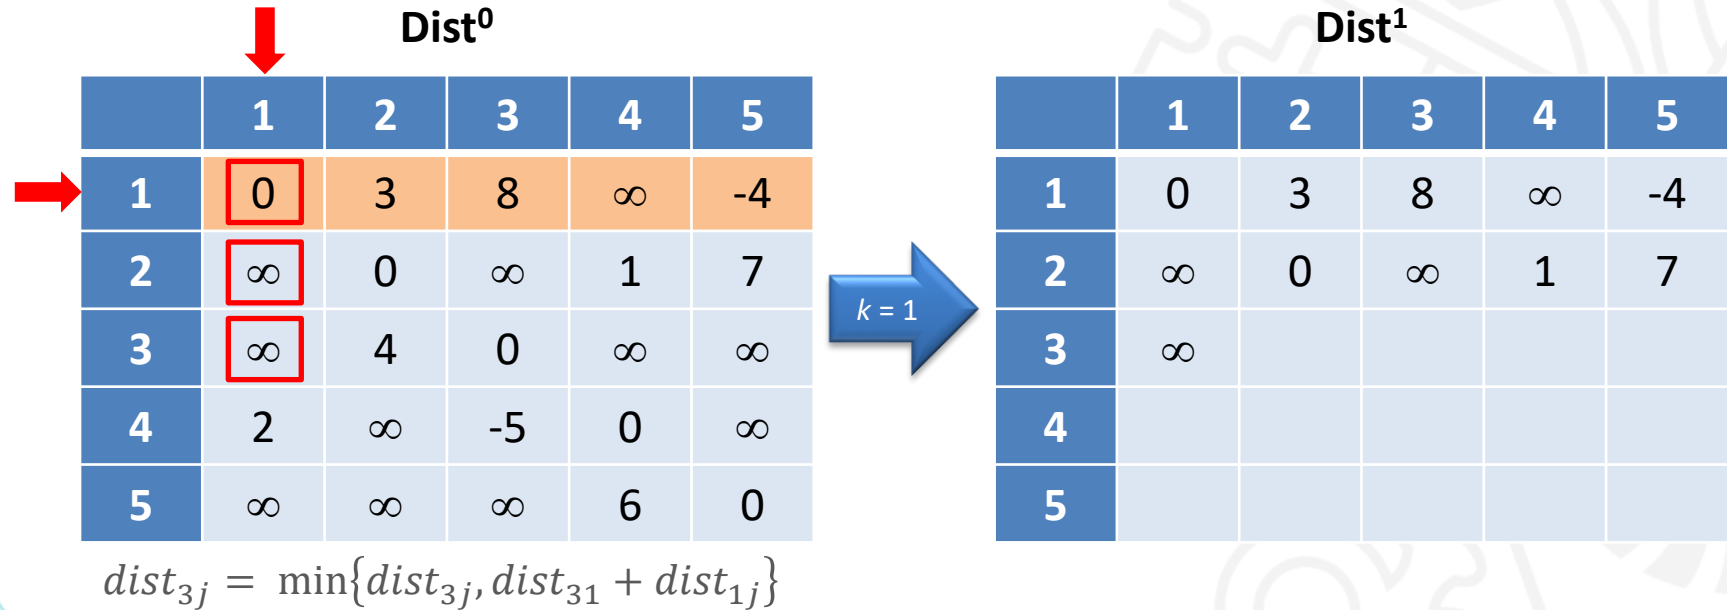 Dist⁰
1 2 3 4 5
1 0 3 8 ∞ -4
2 ∞ 0 ∞ 1 7
3 ∞ 4 0 ∞ ∞
4 2 ∞ -5 0 ∞
5 ∞ ∞ ∞ 6 0
dist₃ⱼ = min{dist₃ⱼ, dist₃₁ + dist₁ⱼ}
k = 1
Dist¹
1 2 3 4 5
1 0 3 8 ∞ -4
2 ∞ 0 ∞ 1 7
3 ∞
4
5